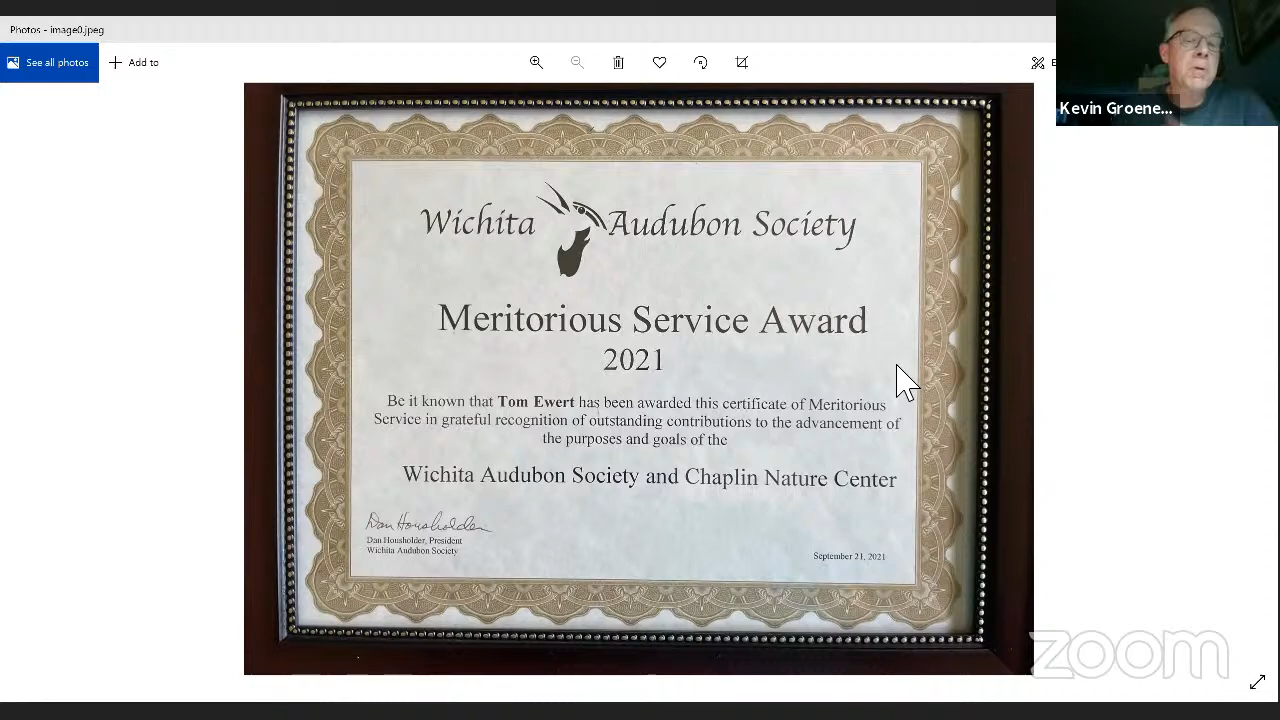 Photos - image0.jpeg
See all photos
Add to
Kevin Groene...
Wichita Audubon Society
Meritorious Service Award
2021
Be it known that Tom Ewert has been awarded this certificate of Meritorious
Service in grateful recognition of outstanding contributions to the advancement of
the purposes and goals of the
Wichita Audubon Society and Chaplin Nature Center
Dan Housholder
Dan Housholder, President
Wichita Audubon Society
September 21, 2021
zoom